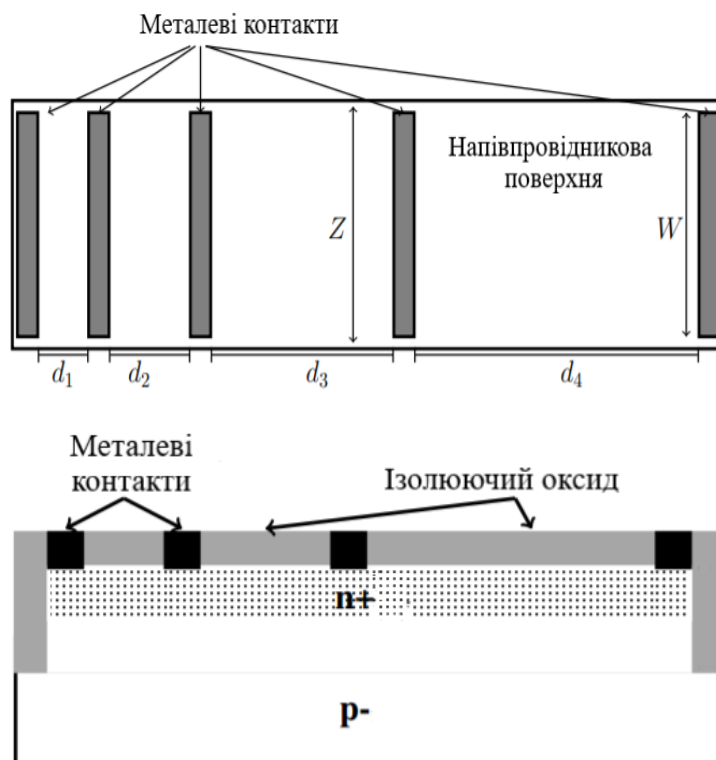 Металеві контакти
Напівпровідникова
поверхня
Z
W
d₁
d₂
d₃
d₄
Металеві
контакти
Ізолюючий оксид
n+
p-